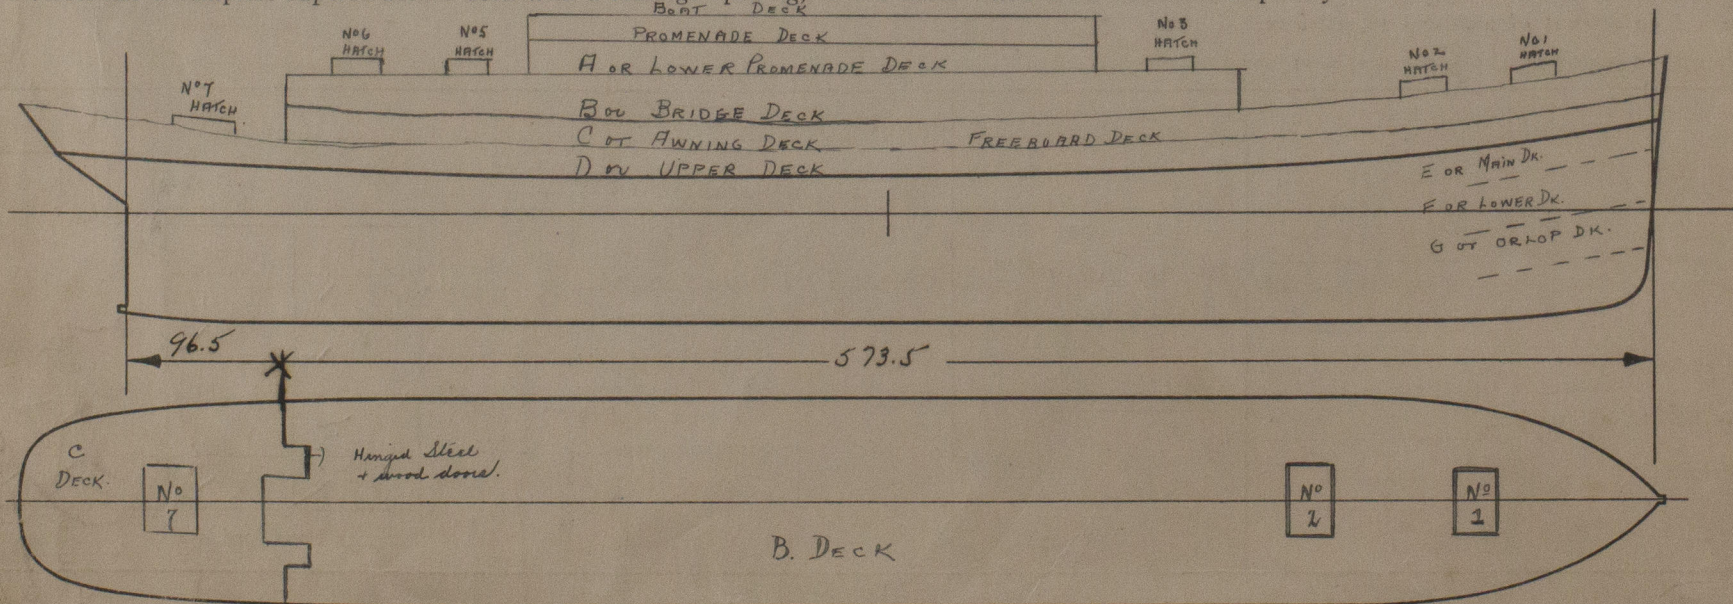 BOAT DECK
PROMENADE DECK
A OR LOWER PROMENADE DECK
No 6
HATCH
No 5
HATCH
No 3
HATCH
No 2
HATCH
No 1
HATCH
No 7
HATCH
B or BRIDGE DECK
C or AWNING DECK
FREEBOARD DECK
D or UPPER DECK
E OR MAIN DK.
F OR LOWER DK.
G or ORLOP DK.
96.5
573.5
C
DECK.
No
7
Hinged Steel
+ wood doors.
No
2
No
1
B. DECK